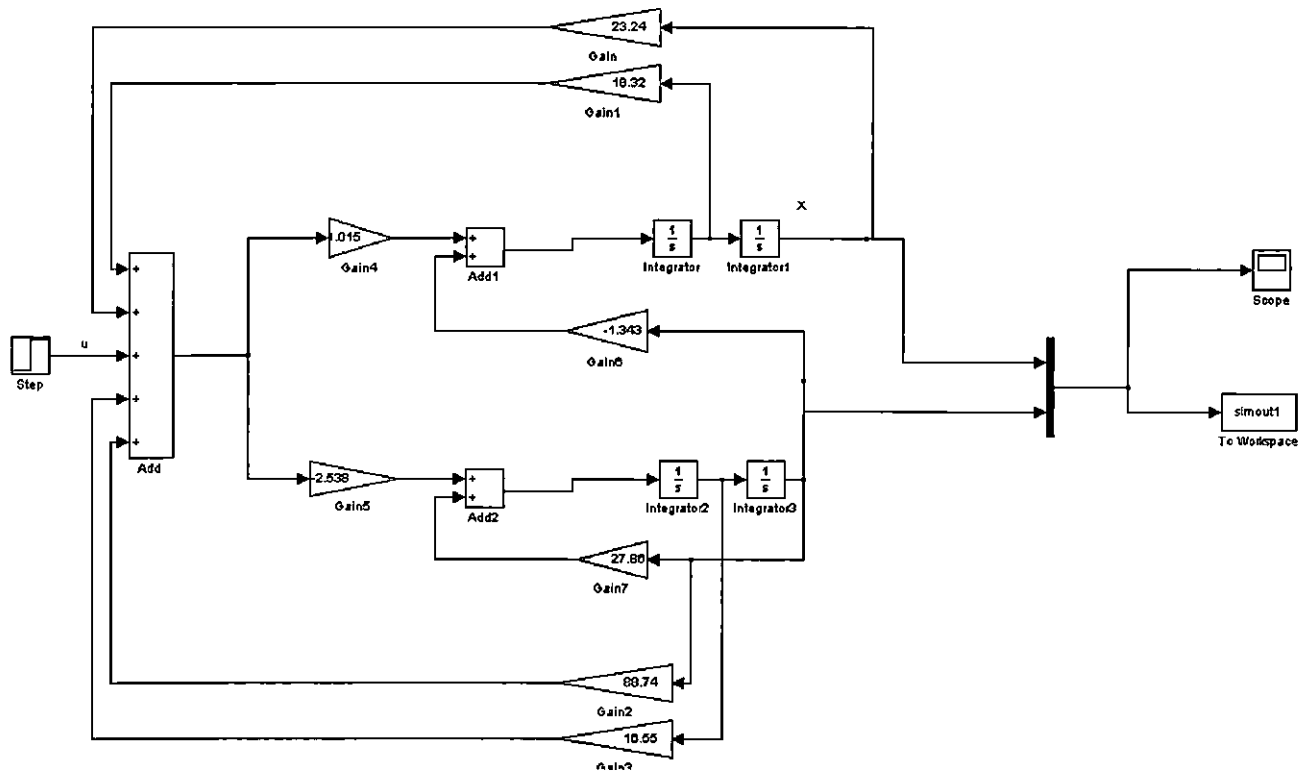 23.24
Gain
18.32
Gain1
X
1.015
Gain4
+
+
Add1
1
s
Integrator
1
s
Integrator1
Scope
+
+
+
+
+
Add
u
Step
-1.343
Gain6
simout1
To Workspace
-2.538
Gain5
+
+
Add2
1
s
Integrator2
1
s
Integrator3
27.86
Gain7
88.74
Gain2
16.55
Gain3